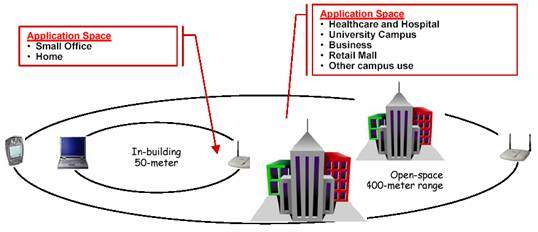 Application Space
• Small Office
• Home
Application Space
• Healthcare and Hospital
• University Campus
• Business
• Retail Mall
• Other campus use
In-building
50-meter
Open-space
400-meter range